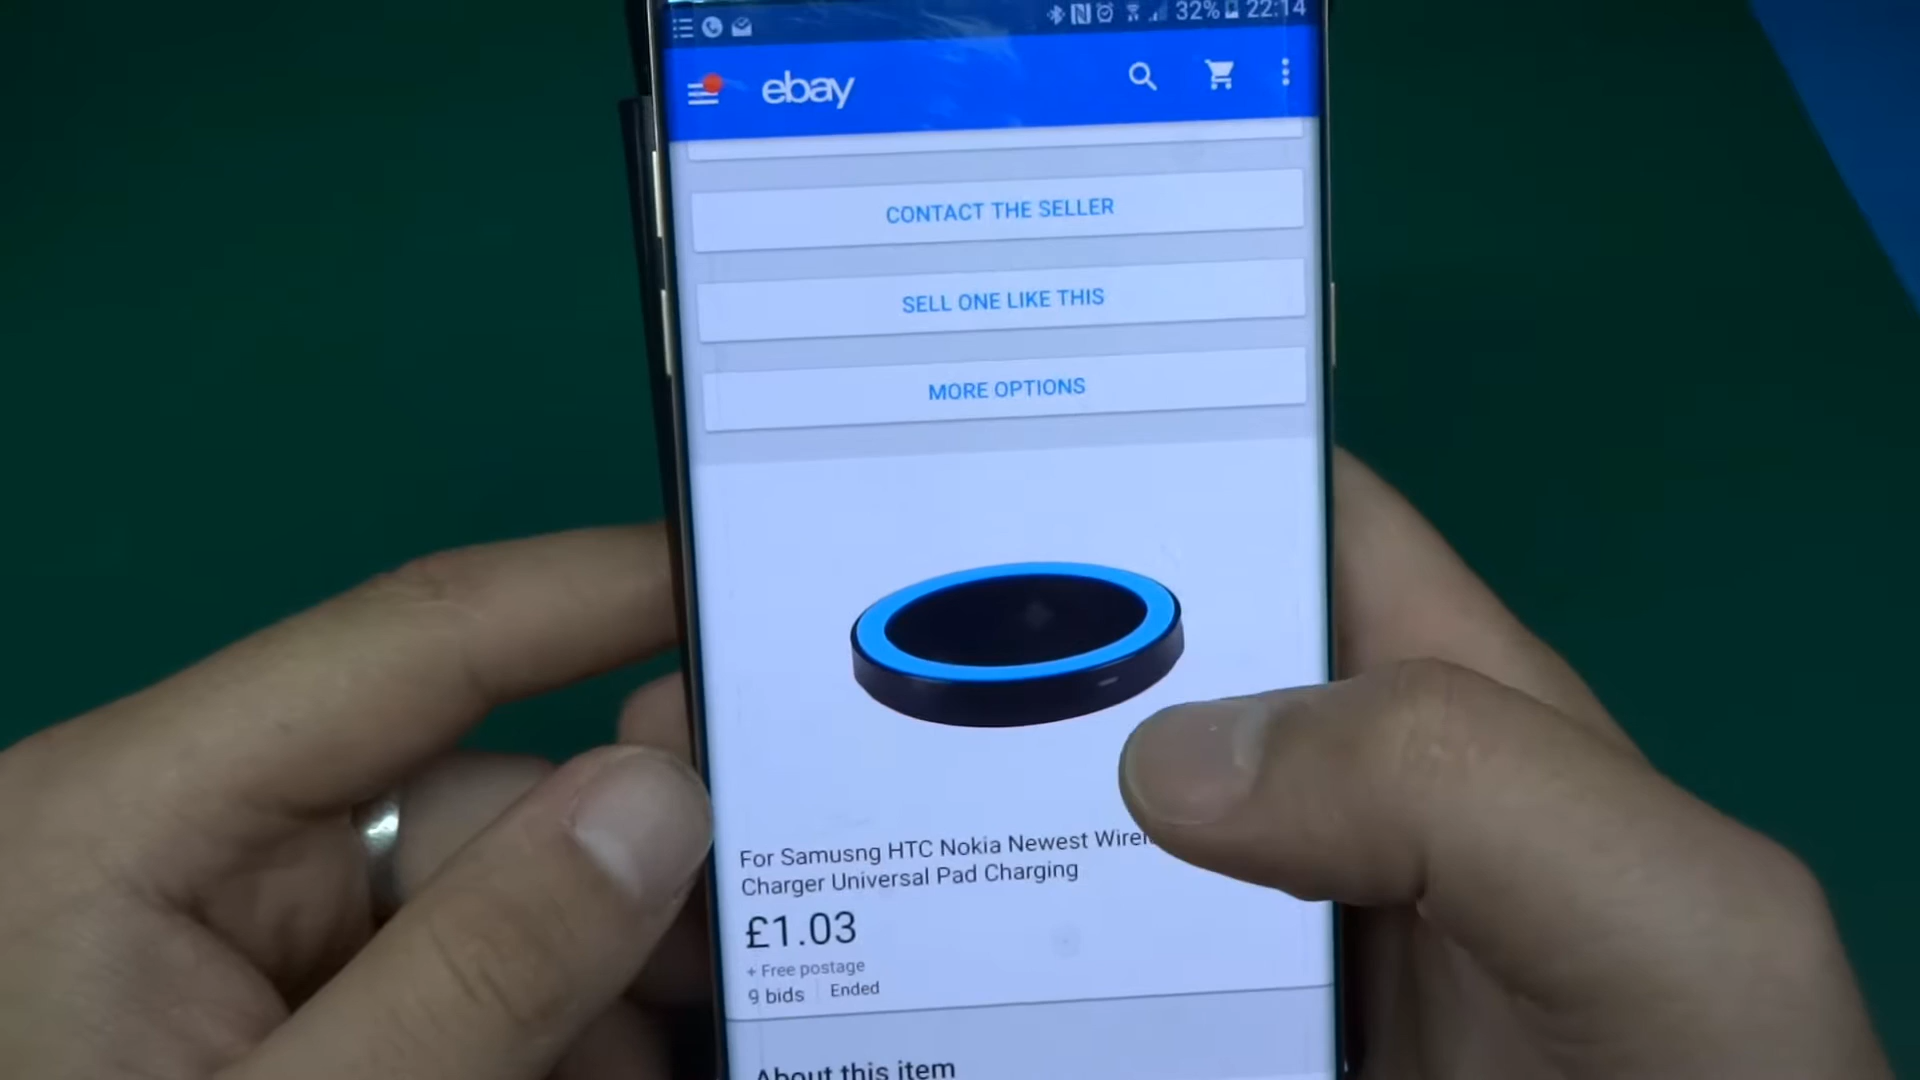 32% 22:14
ebay
CONTACT THE SELLER
SELL ONE LIKE THIS
MORE OPTIONS
For Samusng HTC Nokia Newest
Charger Universal Pad Charging
£1.03
+ Free postage
9 bids Ended
About this item